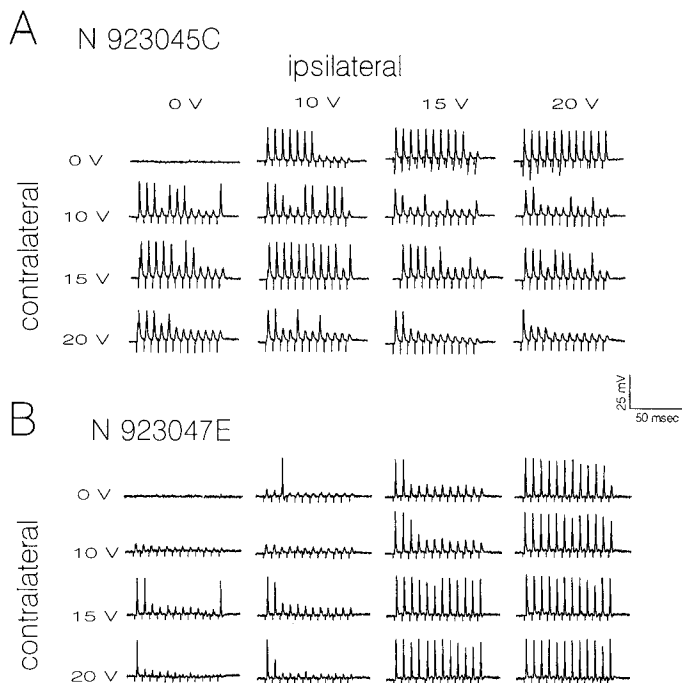 A
N 923045C
ipsilateral
0 V 10 V 15 V 20 V
contralateral
0 V
10 V
15 V
20 V
25 mV
50 msec
B
N 923047E
contralateral
0 V
10 V
15 V
20 V